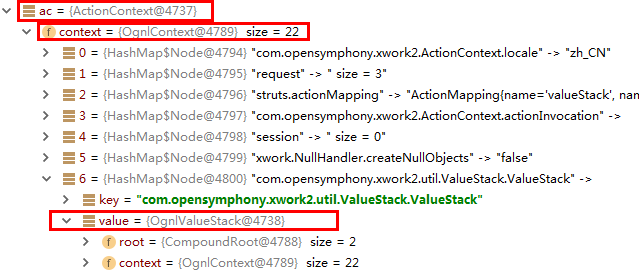 ac = {ActionContext@4737}
context = {OgnlContext@4789} size = 22
0 = {HashMap$Node@4794} "com.opensymphony.xwork2.ActionContext.locale" -> "zh_CN"
1 = {HashMap$Node@4795} "request" -> " size = 3"
2 = {HashMap$Node@4796} "struts.actionMapping" -> "ActionMapping{name='valueStack', nan
3 = {HashMap$Node@4797} "com.opensymphony.xwork2.ActionContext.actionInvocation" ->
4 = {HashMap$Node@4798} "session" -> " size = 0"
5 = {HashMap$Node@4799} "xwork.NullHandler.createNullObjects" -> "false"
6 = {HashMap$Node@4800} "com.opensymphony.xwork2.util.ValueStack.ValueStack" ->
key = "com.opensymphony.xwork2.util.ValueStack.ValueStack"
value = {OgnlValueStack@4738}
root = {CompoundRoot@4788} size = 2
context = {OgnlContext@4789} size = 22